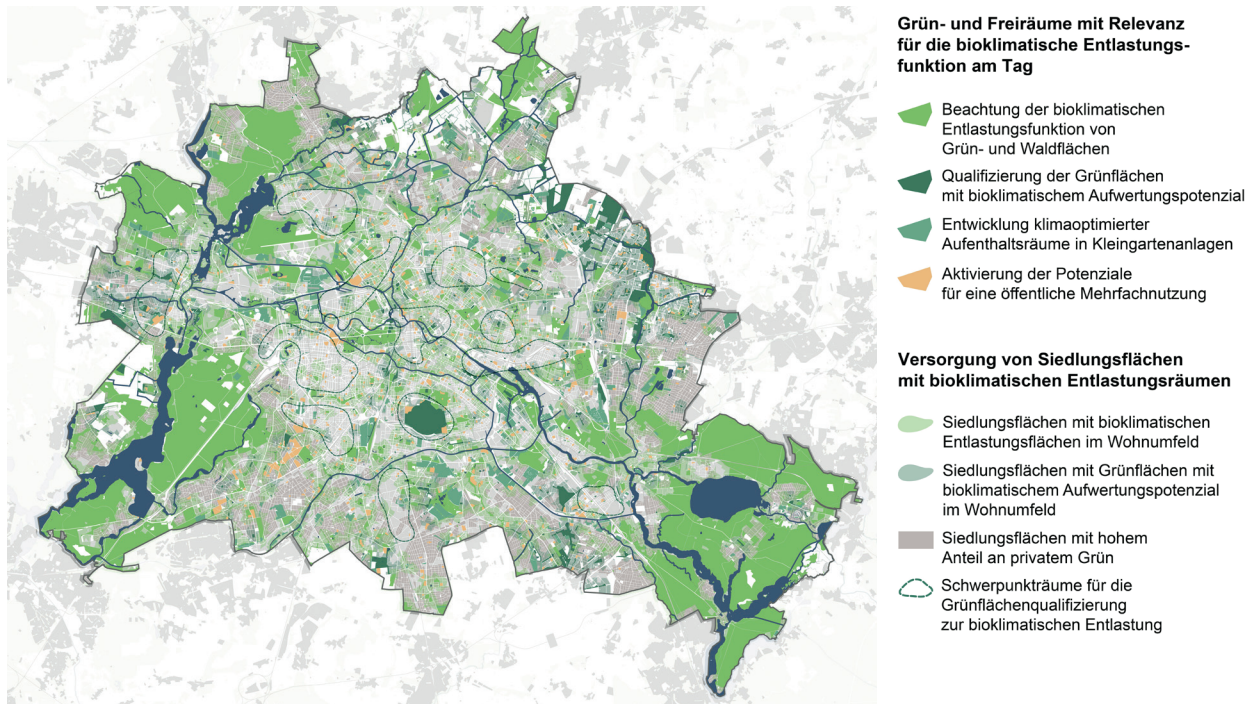 Grün- und Freiräume mit Relevanz
für die bioklimatische Entlastungs-
funktion am Tag
Beachtung der bioklimatischen
Entlastungsfunktion von
Grün- und Waldflächen
Qualifizierung der Grünflächen
mit bioklimatischem Aufwertungspotenzial
Entwicklung klimaoptimierter
Aufenthaltsräume in Kleingartenanlagen
Aktivierung der Potenziale
für eine öffentliche Mehrfachnutzung
Versorgung von Siedlungsflächen
mit bioklimatischen Entlastungsräumen
Siedlungsflächen mit bioklimatischen
Entlastungsflächen im Wohnumfeld
Siedlungsflächen mit Grünflächen mit
bioklimatischem Aufwertungspotenzial
im Wohnumfeld
Siedlungsflächen mit hohem
Anteil an privatem Grün
Schwerpunkträume für die
Grünflächenqualifizierung
zur bioklimatischen Entlastung